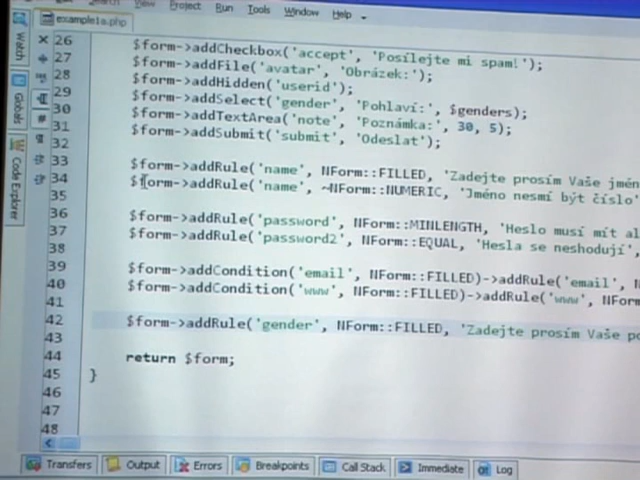 Project Run Tools Window Help
example1a.php
Watch
Globals
Code Explorer
26 $form->addCheckbox('accept', 'Posílejte mi spam!');
27 $form->addFile('avatar', 'Obrázek:');
28 $form->addHidden('userid');
29 $form->addSelect('gender', 'Pohlaví:', $genders);
30 $form->addTextArea('note', 'Poznámka:', 30, 5);
31 $form->addSubmit('submit', 'Odeslat');
32
33 $form->addRule('name', NForm::FILLED, 'Zadejte prosím Vaše jmén
34 $form->addRule('name', ~NForm::NUMERIC, 'Jméno nesmí být číslo'
35
36 $form->addRule('password', NForm::MINLENGTH, 'Heslo musí mít al
37 $form->addRule('password2', NForm::EQUAL, 'Hesla se neshodují',
38
39 $form->addCondition('email', NForm::FILLED)->addRule('email', N
40 $form->addCondition('www', NForm::FILLED)->addRule('www', NForm
41
42 $form->addRule('gender', NForm::FILLED, 'Zadejte prosím Vaše po
43
44 return $form;
45 }
46
47
48
Transfers Output Errors Breakpoints Call Stack Immediate Log